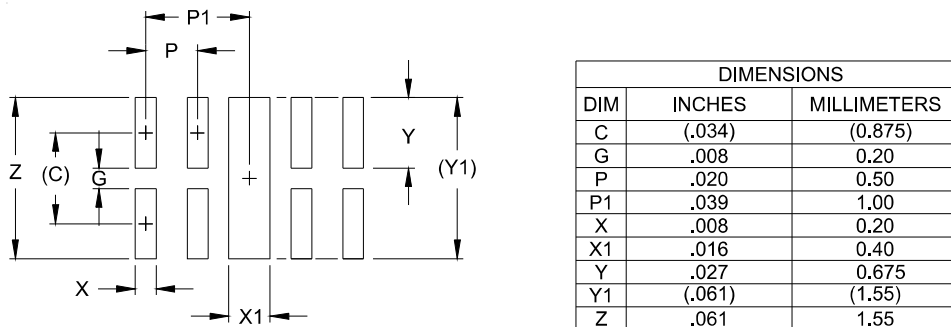 P1
P
Z
(C)
G
Y
(Y1)
X
X1
DIMENSIONS
DIM INCHES MILLIMETERS
C (.034) (0.875)
G .008 0.20
P .020 0.50
P1 .039 1.00
X .008 0.20
X1 .016 0.40
Y .027 0.675
Y1 (.061) (1.55)
Z .061 1.55